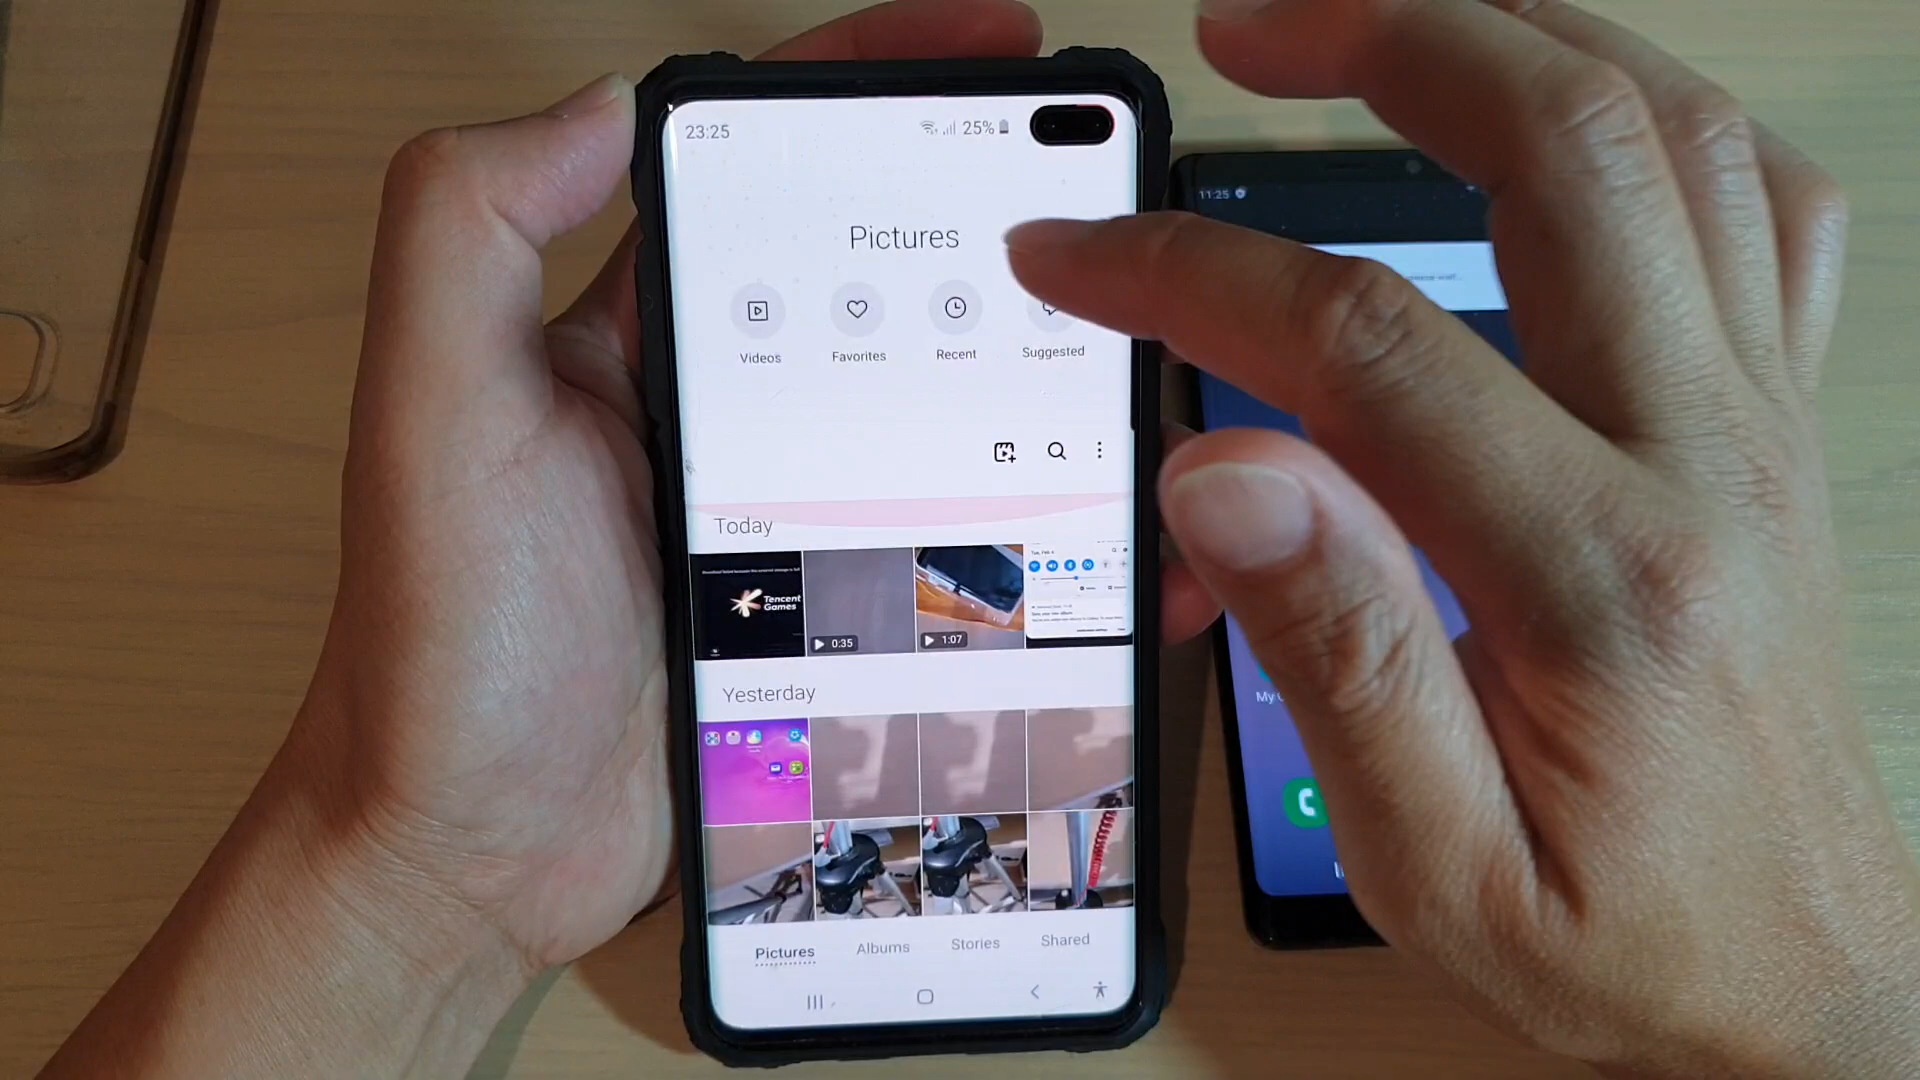 23:25
25%
Pictures
Videos
Favorites
Recent
Suggested
Today
Tencent
Games
0:35
1:07
Yesterday
Pictures
Albums
Stories
Shared
11:25